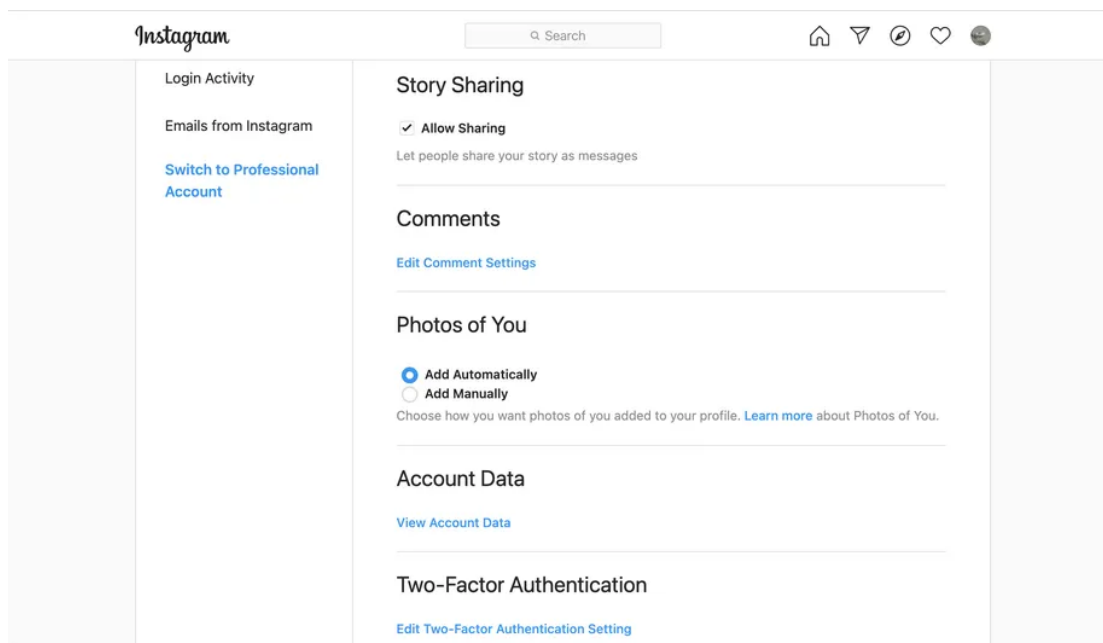 Instagram
Search
Login Activity
Emails from Instagram
Switch to Professional
Account
Story Sharing
Allow Sharing
Let people share your story as messages
Comments
Edit Comment Settings
Photos of You
Add Automatically
Add Manually
Choose how you want photos of you added to your profile. Learn more about Photos of You.
Account Data
View Account Data
Two-Factor Authentication
Edit Two-Factor Authentication Setting